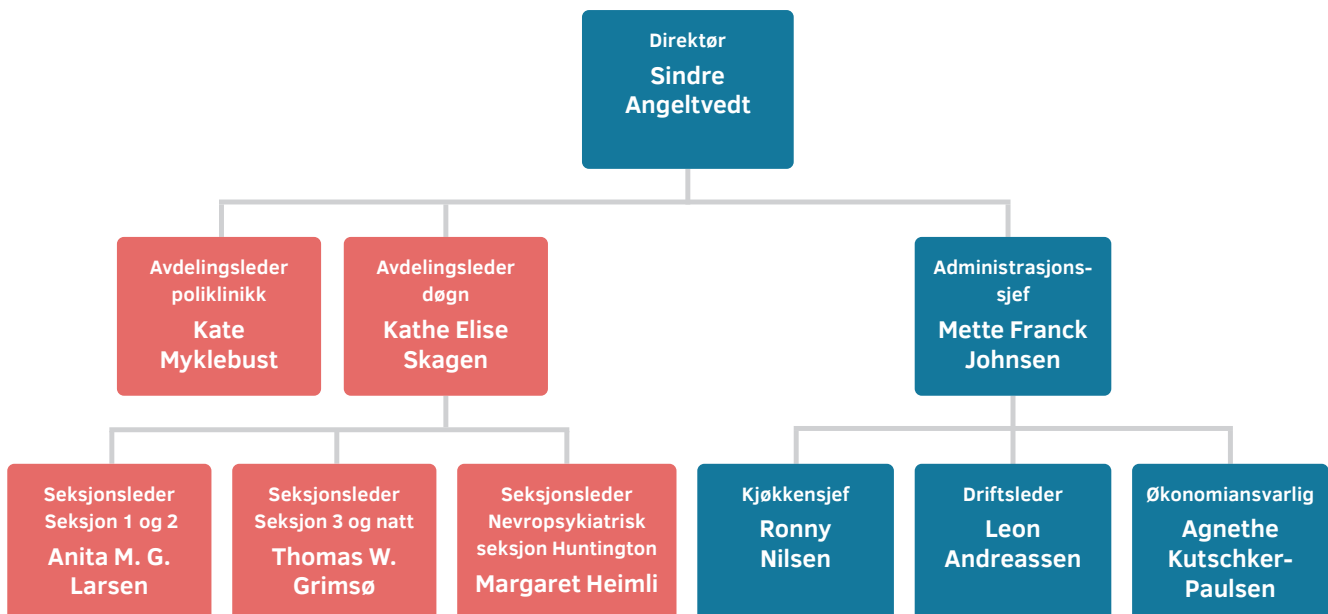 Direktør
Sindre
Angeltvedt
Avdelingsleder
poliklinikk
Kate
Myklebust
Avdelingsleder
døgn
Kathe Elise
Skagen
Administrasjons-
sjef
Mette Franck
Johnsen
Seksjonsleder
Seksjon 1 og 2
Anita M. G.
Larsen
Seksjonsleder
Seksjon 3 og natt
Thomas W.
Grimsø
Seksjonsleder
Nevropsykiatrisk
seksjon Huntington
Margaret Heimli
Kjøkkensjef
Ronny
Nilsen
Driftsleder
Leon
Andreassen
Økonomiansvarlig
Agnethe
Kutschker-
Paulsen